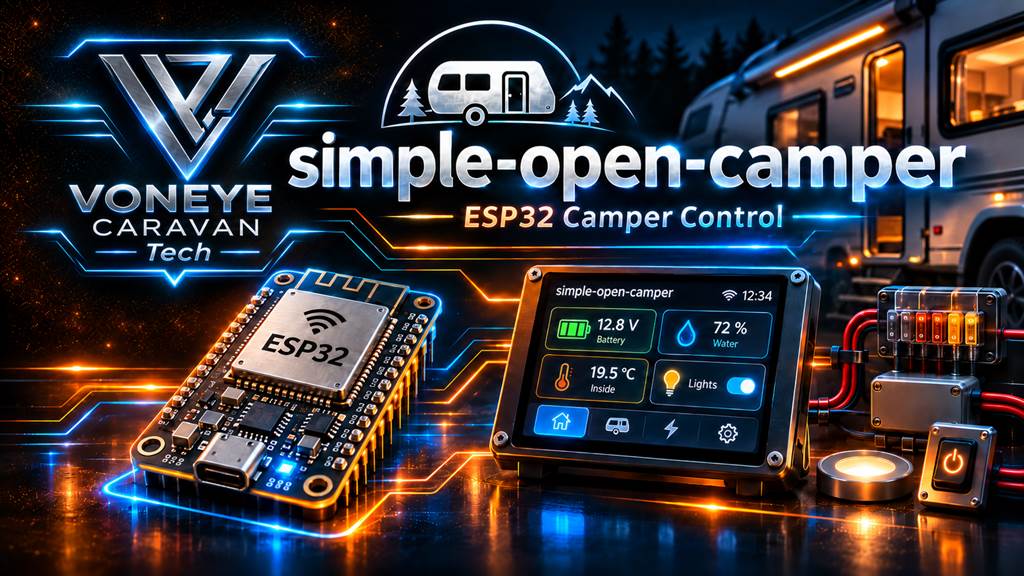 VONEYE
CARAVAN
Tech
simple-open-camper
ESP32 Camper Control
ESP32
simple-open-camper 12:34
12.8 V
Battery
72 %
Water
19.5 °C
Inside
Lights